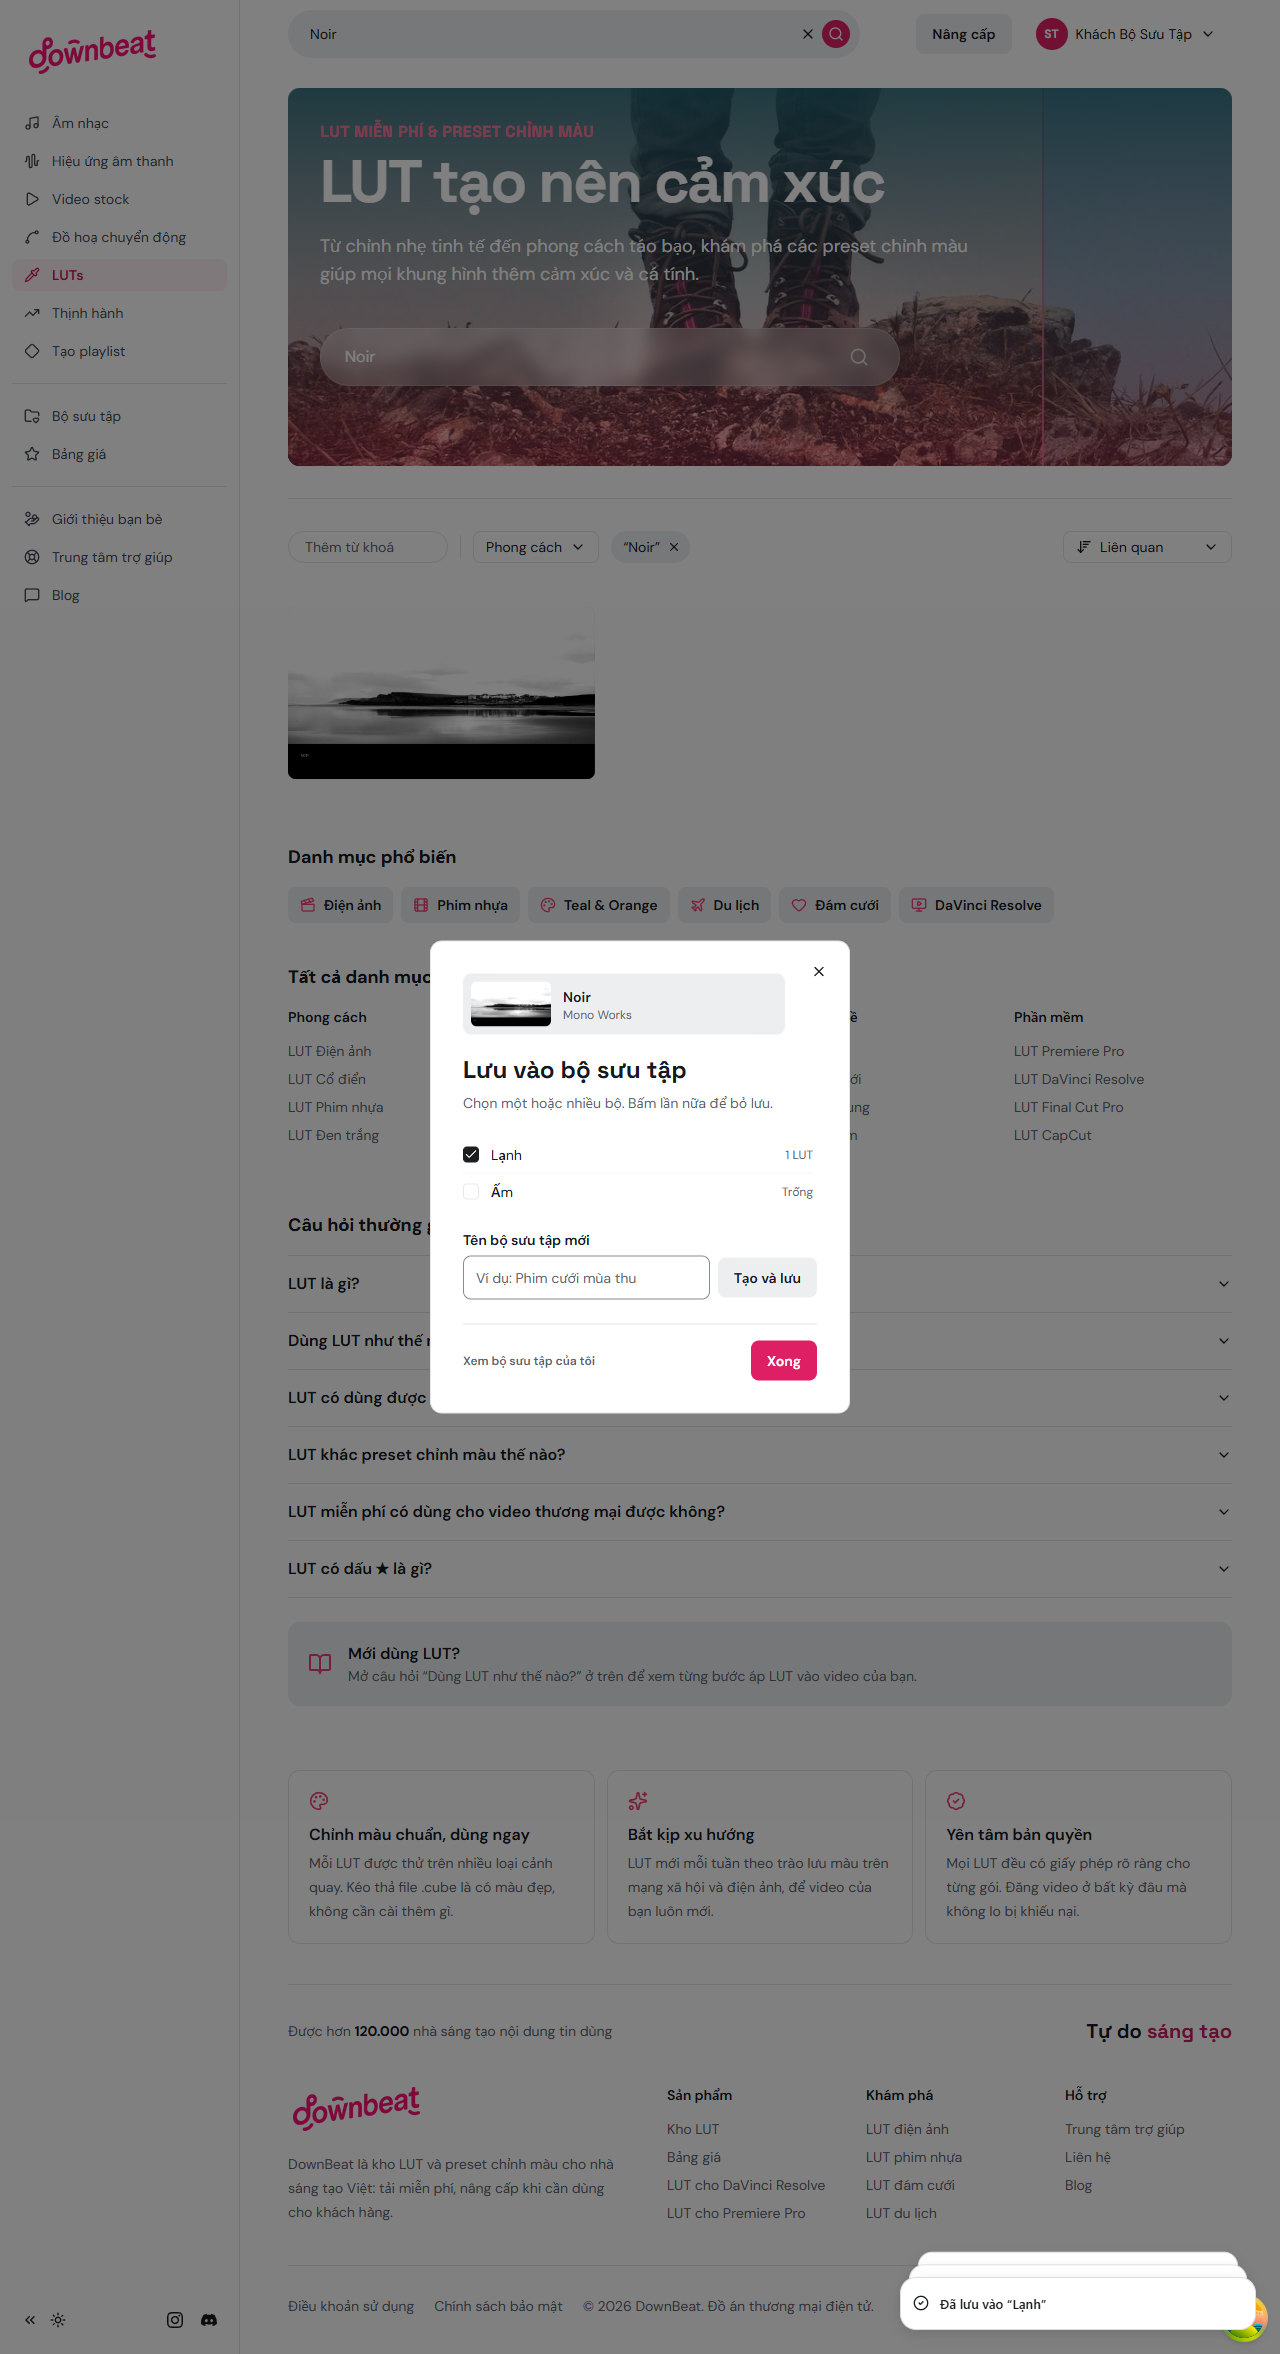 downbeat
Âm nhạc
Hiệu ứng âm thanh
Video stock
Đồ hoạ chuyển động
LUTs
Thịnh hành
Tạo playlist
Bộ sưu tập
Bảng giá
Giới thiệu bạn bè
Trung tâm trợ giúp
Blog
Noir
Nâng cấp
ST
Khách Bộ Sưu Tập
LUT MIỄN PHÍ & PRESET CHỈNH MÀU
LUT tạo nên cảm xúc
Từ chỉnh nhẹ tinh tế đến phong cách táo bạo, khám phá các preset chỉnh màu
giúp mọi khung hình thêm cảm xúc và cá tính.
Noir
Thêm từ khoá
Phong cách
“Noir”
Liên quan
Danh mục phổ biến
Điện ảnh
Phim nhựa
Teal & Orange
Du lịch
Đám cưới
DaVinci Resolve
Tất cả danh mục
Phong cách
LUT Điện ảnh
LUT Cổ điển
LUT Phim nhựa
LUT Đen trắng
Phần mềm
LUT Premiere Pro
LUT DaVinci Resolve
LUT Final Cut Pro
LUT CapCut
Noir
Mono Works
Lưu vào bộ sưu tập
Chọn một hoặc nhiều bộ. Bấm lần nữa để bỏ lưu.
Lạnh
1 LUT
Ấm
Trống
Tên bộ sưu tập mới
Ví dụ: Phim cưới mùa thu
Tạo và lưu
Xem bộ sưu tập của tôi
Xong
Câu hỏi thường
LUT là gì?
Dùng LUT như thế
LUT có dùng được
LUT khác preset chỉnh màu thế nào?
LUT miễn phí có dùng cho video thương mại được không?
LUT có dấu ★ là gì?
Mới dùng LUT?
Mở câu hỏi “Dùng LUT như thế nào?” ở trên để xem từng bước áp LUT vào video của bạn.
Chỉnh màu chuẩn, dùng ngay
Mỗi LUT được thử trên nhiều loại cảnh
quay. Kéo thả file .cube là có màu đẹp,
không cần cài thêm gì.
Bắt kịp xu hướng
LUT mới mỗi tuần theo trào lưu màu trên
mạng xã hội và điện ảnh, để video của
bạn luôn mới.
Yên tâm bản quyền
Mọi LUT đều có giấy phép rõ ràng cho
từng gói. Đăng video ở bất kỳ đâu mà
không lo bị khiếu nại.
Được hơn 120.000 nhà sáng tạo nội dung tin dùng
Tự do sáng tạo
downbeat
DownBeat là kho LUT và preset chỉnh màu cho nhà
sáng tạo Việt: tải miễn phí, nâng cấp khi cần dùng
cho khách hàng.
Sản phẩm
Kho LUT
Bảng giá
LUT cho DaVinci Resolve
LUT cho Premiere Pro
Khám phá
LUT điện ảnh
LUT phim nhựa
LUT đám cưới
LUT du lịch
Hỗ trợ
Trung tâm trợ giúp
Liên hệ
Blog
Điều khoản sử dụng
Chính sách bảo mật
© 2026 DownBeat. Đồ án thương mại điện tử.
Đã lưu vào “Lạnh”